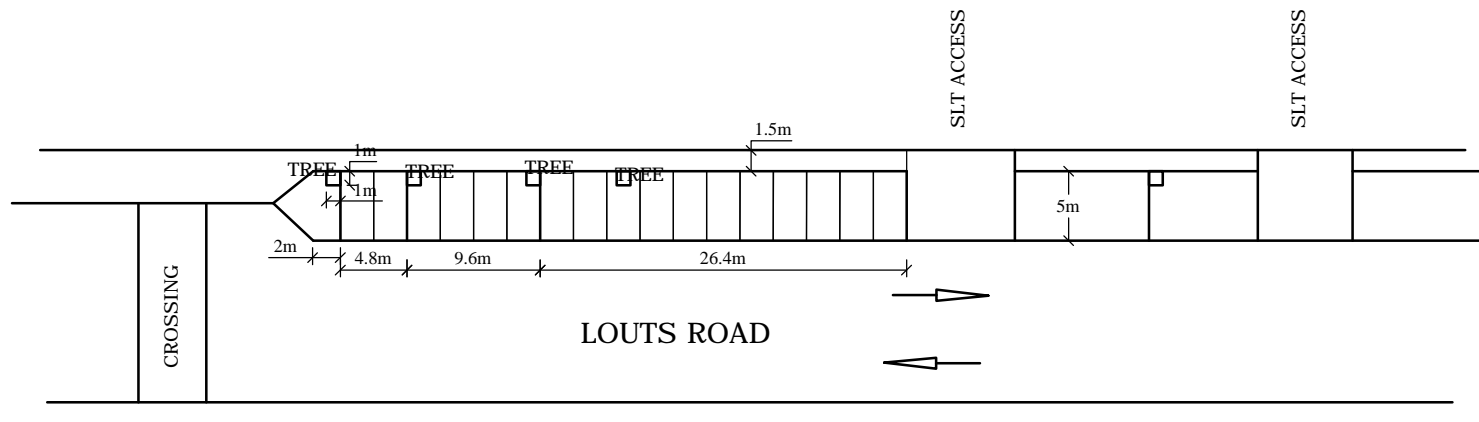 SLT ACCESS
SLT ACCESS
1.5m
1m
TREE
TREE
TREE
TREE
1m
5m
2m
4.8m
9.6m
26.4m
CROSSING
LOUTS ROAD